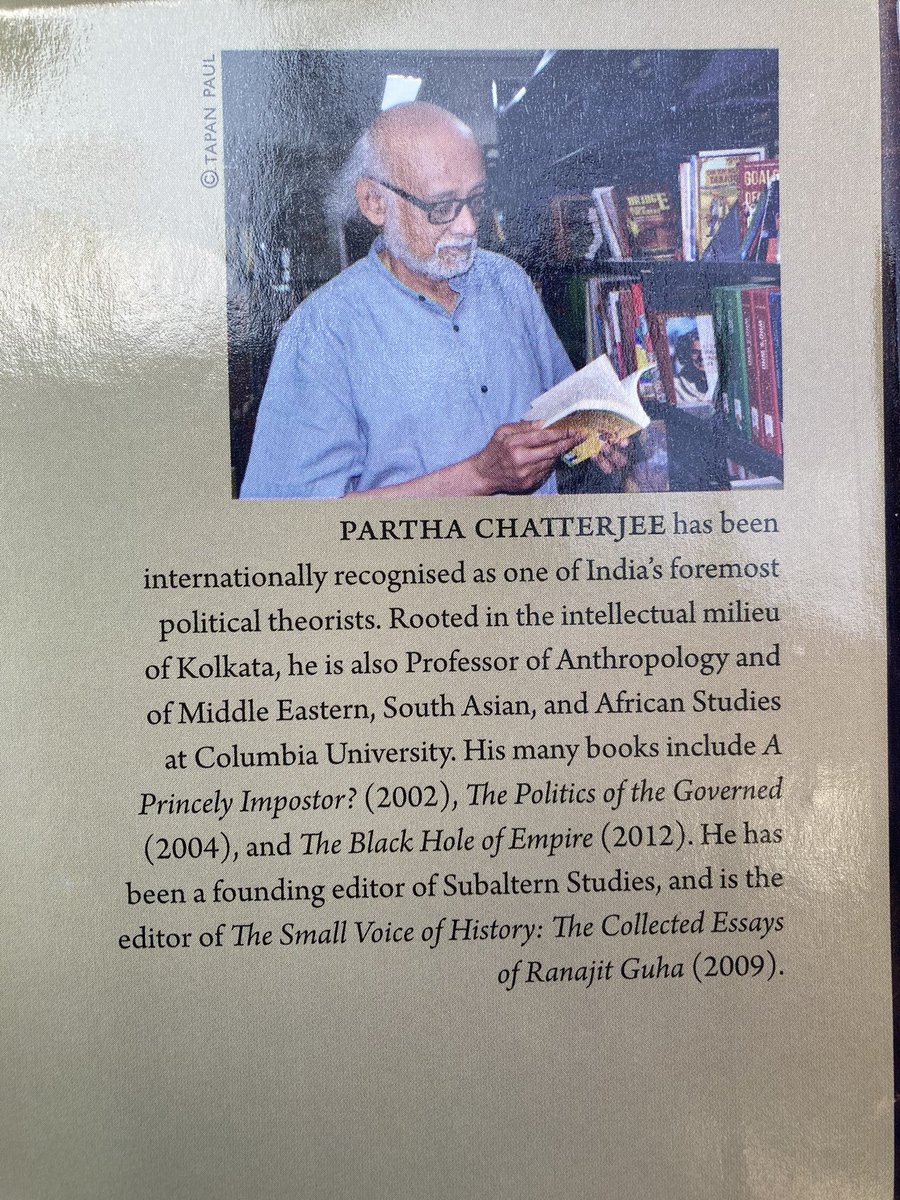 © TAPAN PAUL
BRIDGE
GOALS
WHO'S WHO
PARTHA CHATTERJEE has been
internationally recognised as one of India's foremost
political theorists. Rooted in the intellectual milieu
of Kolkata, he is also Professor of Anthropology and
of Middle Eastern, South Asian, and African Studies
at Columbia University. His many books include A
Princely Impostor? (2002), The Politics of the Governed
(2004), and The Black Hole of Empire (2012). He has
been a founding editor of Subaltern Studies, and is the
editor of The Small Voice of History: The Collected Essays
of Ranajit Guha (2009).